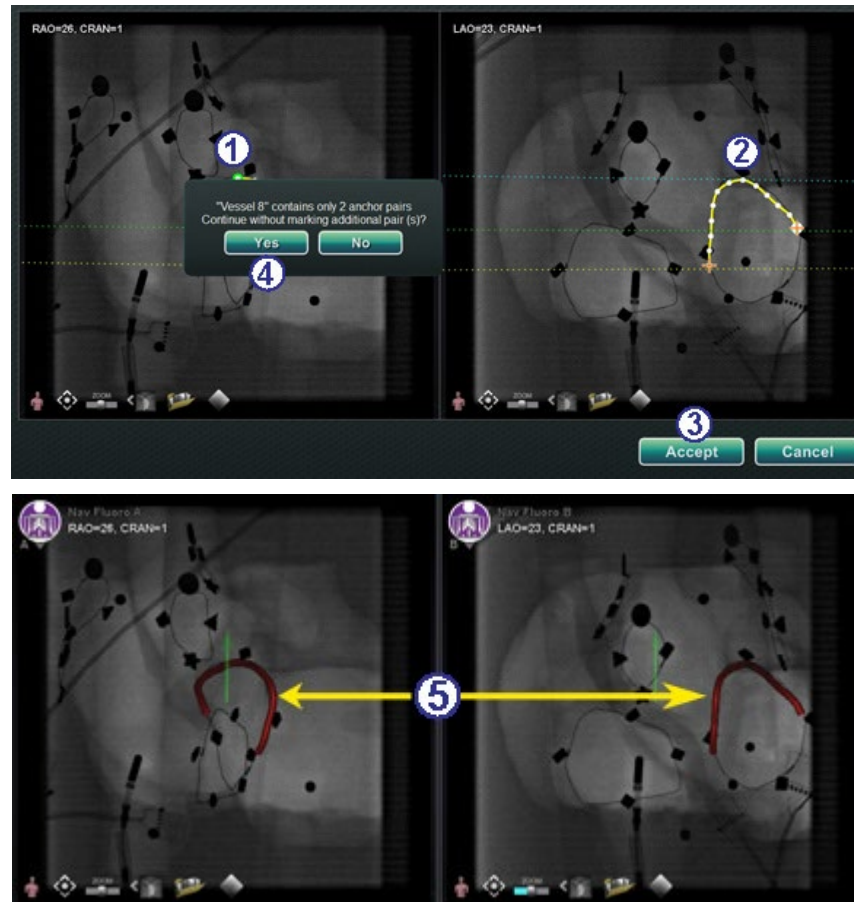 RAO=26, CRAN=1
LAO=23, CRAN=1
1
2
"Vessel 8" contains only 2 anchor pairs
Continue without marking additional pair (s)?
Yes
No
4
ZOOM
ZOOM
3
Accept
Cancel
Nav Fluoro A
RAO=26, CRAN=1
A
Nav Fluoro B
LAO=23, CRAN=1
B
5
ZOOM
ZOOM